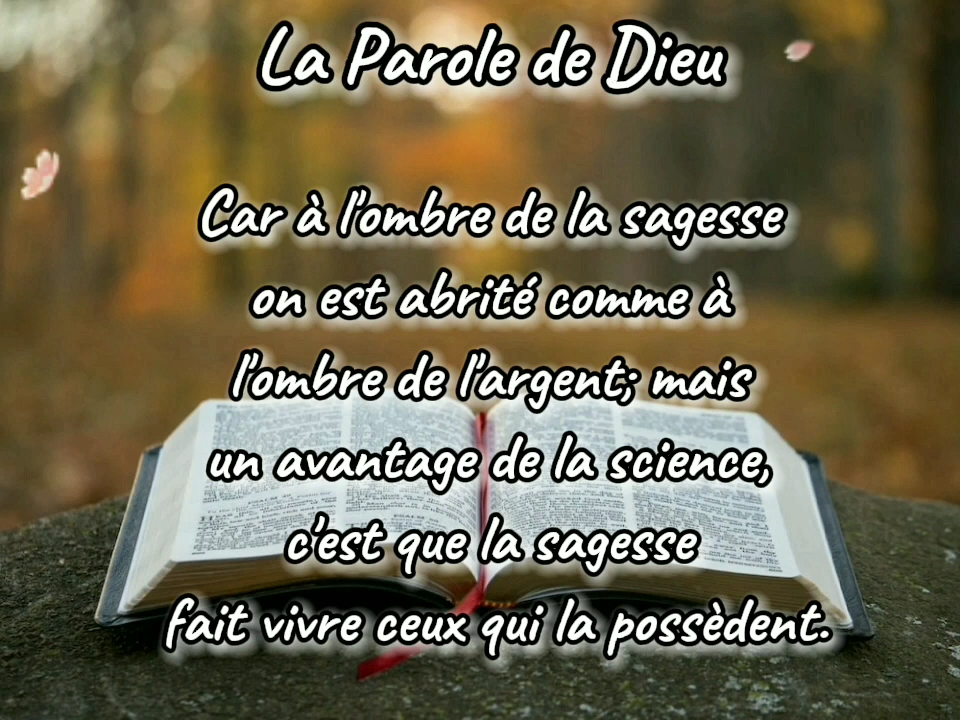 La Parole de Dieu
Car à l'ombre de la sagesse
on est abrité comme à
l'ombre de l'argent; mais
un avantage de la science,
c'est que la sagesse
fait vivre ceux qui la possèdent.